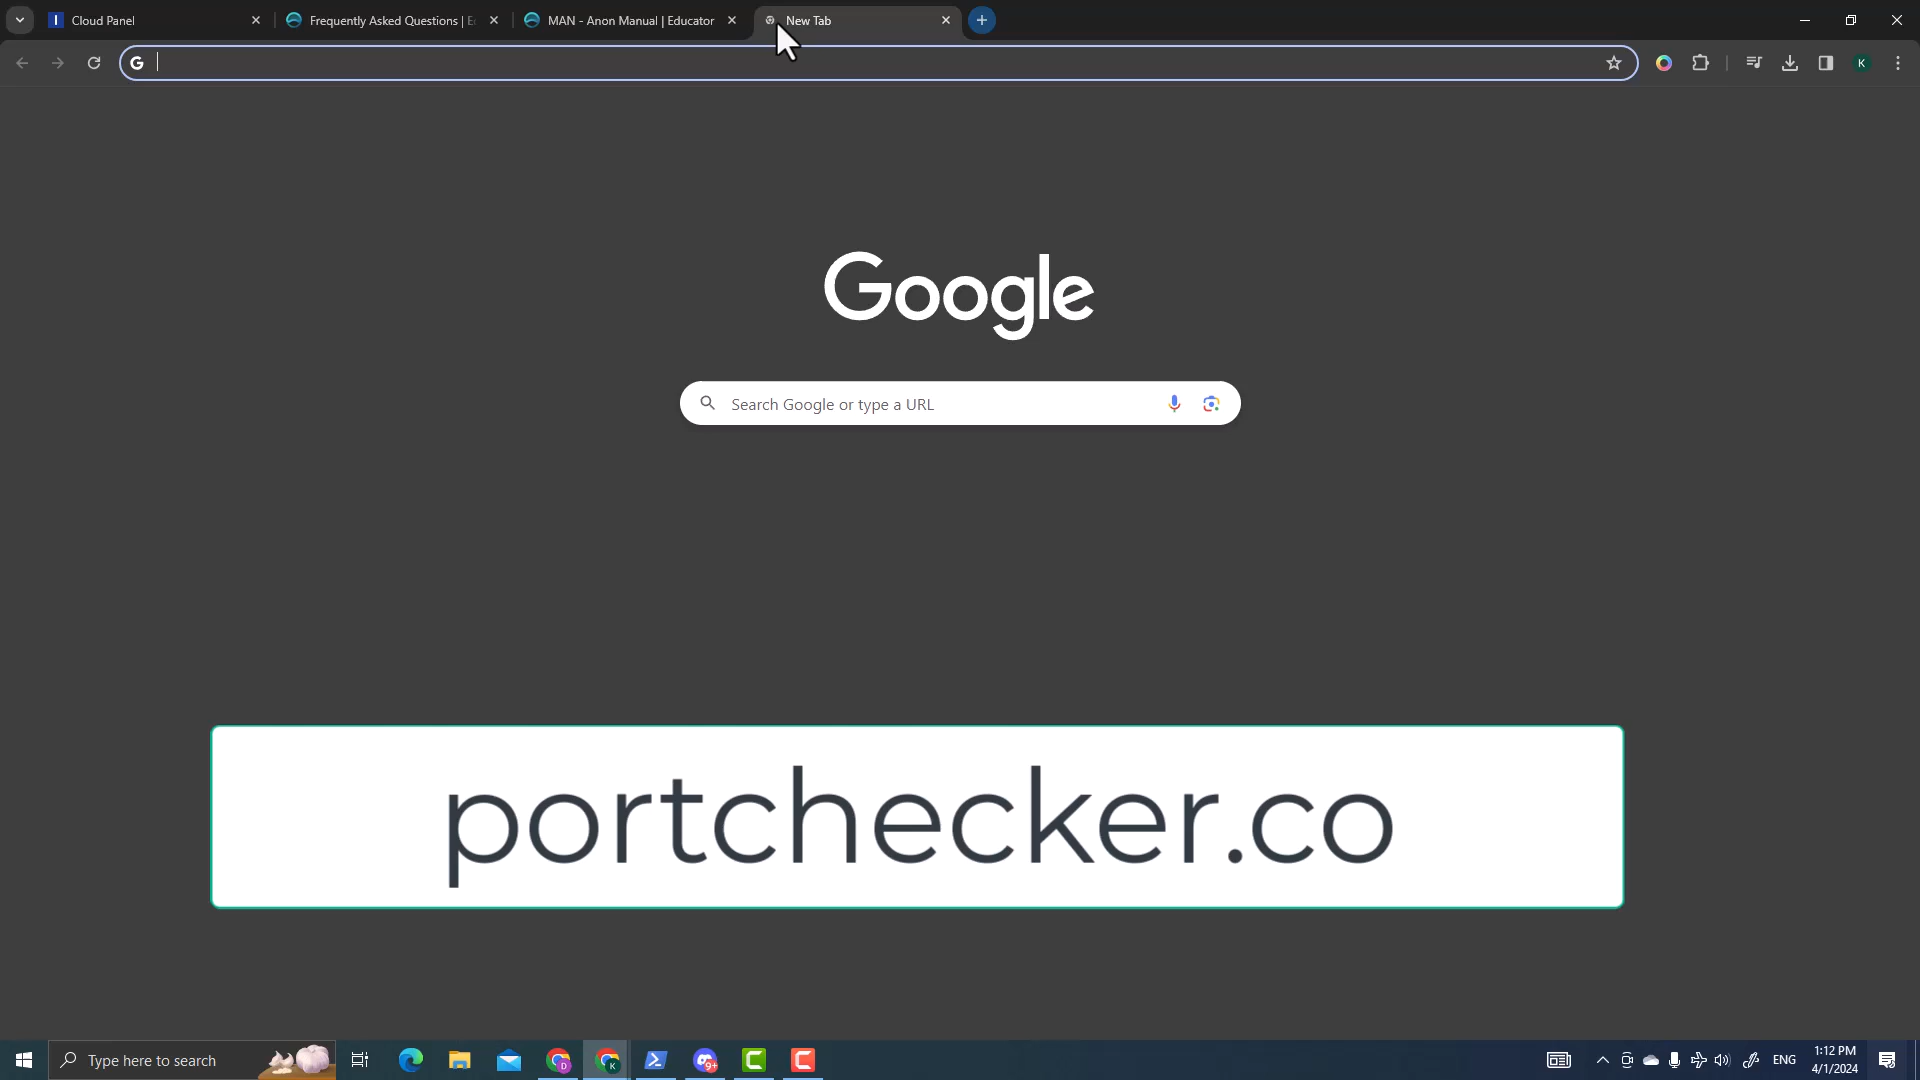 Cloud Panel
Frequently Asked Questions | E
MAN - Anon Manual | Educator
New Tab
K
Google
Search Google or type a URL
portchecker.co
Type here to search
D
K
9+
ENG
1:12 PM
4/1/2024